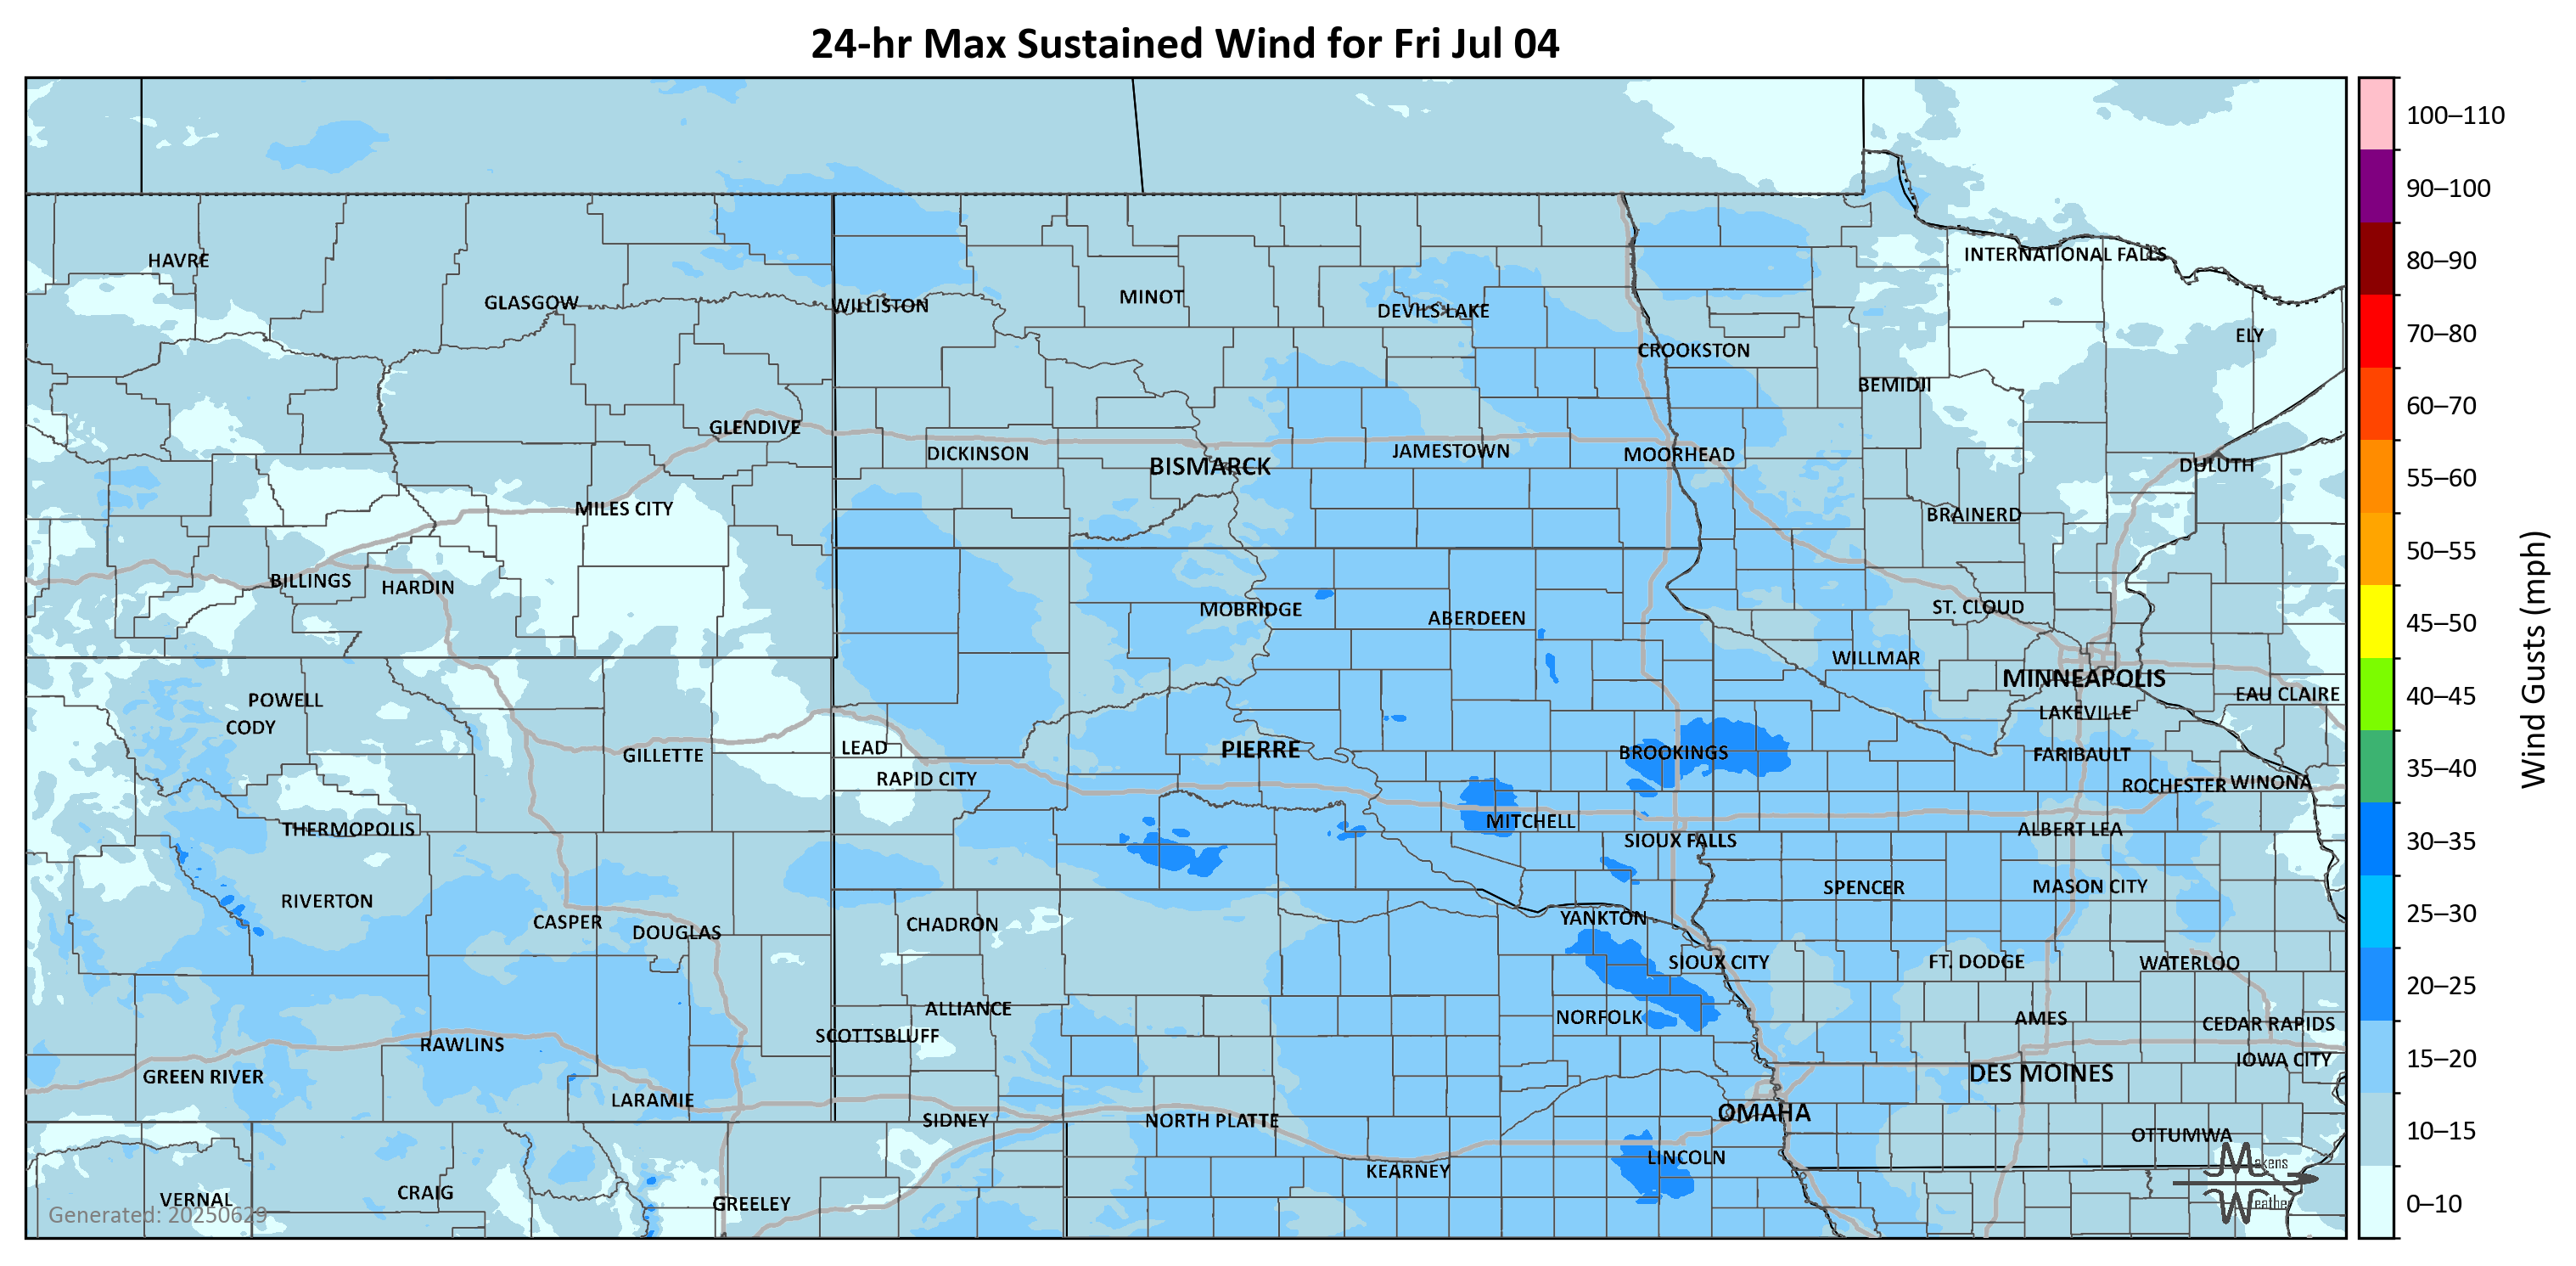 24-hr Max Sustained Wind for Fri Jul 04
HAVRE
GLASGOW
WILLISTON
MINOT
DEVILS LAKE
CROOKSTON
INTERNATIONAL FALLS
ELY
BEMIDJI
GLENDIVE
DICKINSON
BISMARCK
JAMESTOWN
MOORHEAD
DULUTH
MILES CITY
BRAINERD
BILLINGS
HARDIN
MOBRIDGE
ABERDEEN
ST. CLOUD
WILLMAR
MINNEAPOLIS
EAU CLAIRE
POWELL
CODY
LAKEVILLE
GILLETTE
LEAD
PIERRE
BROOKINGS
FARIBAULT
RAPID CITY
ROCHESTER
WINONA
THERMOPOLIS
MITCHELL
ALBERT LEA
SIOUX FALLS
RIVERTON
SPENCER
MASON CITY
CASPER
DOUGLAS
CHADRON
YANKTON
SIOUX CITY
FT. DODGE
WATERLOO
ALLIANCE
NORFOLK
AMES
CEDAR RAPIDS
SCOTTSBLUFF
RAWLINS
IOWA CITY
GREEN RIVER
DES MOINES
LARAMIE
SIDNEY
NORTH PLATTE
OMAHA
OTTUMWA
KEARNEY
LINCOLN
VERNAL
CRAIG
GREELEY
Generated: 20250629
Makens
Weather
100–110
90–100
80–90
70–80
60–70
55–60
50–55
45–50
40–45
35–40
30–35
25–30
20–25
15–20
10–15
0–10
Wind Gusts (mph)